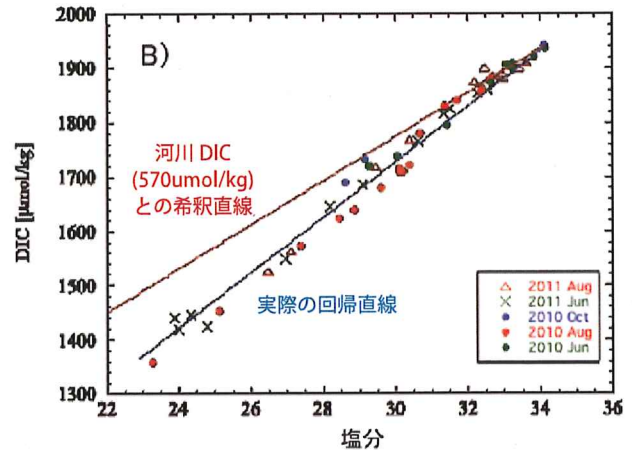 B)
2000
1900
1800
1700
1600
1500
1400
1300
DIC [μmol/kg]
河川 DIC
(570umol/kg)
との希釈直線
実際の回帰直線
2011 Aug
2011 Jun
2010 Oct
2010 Aug
2010 Jun
22
24
26
28
30
32
34
36
塩分